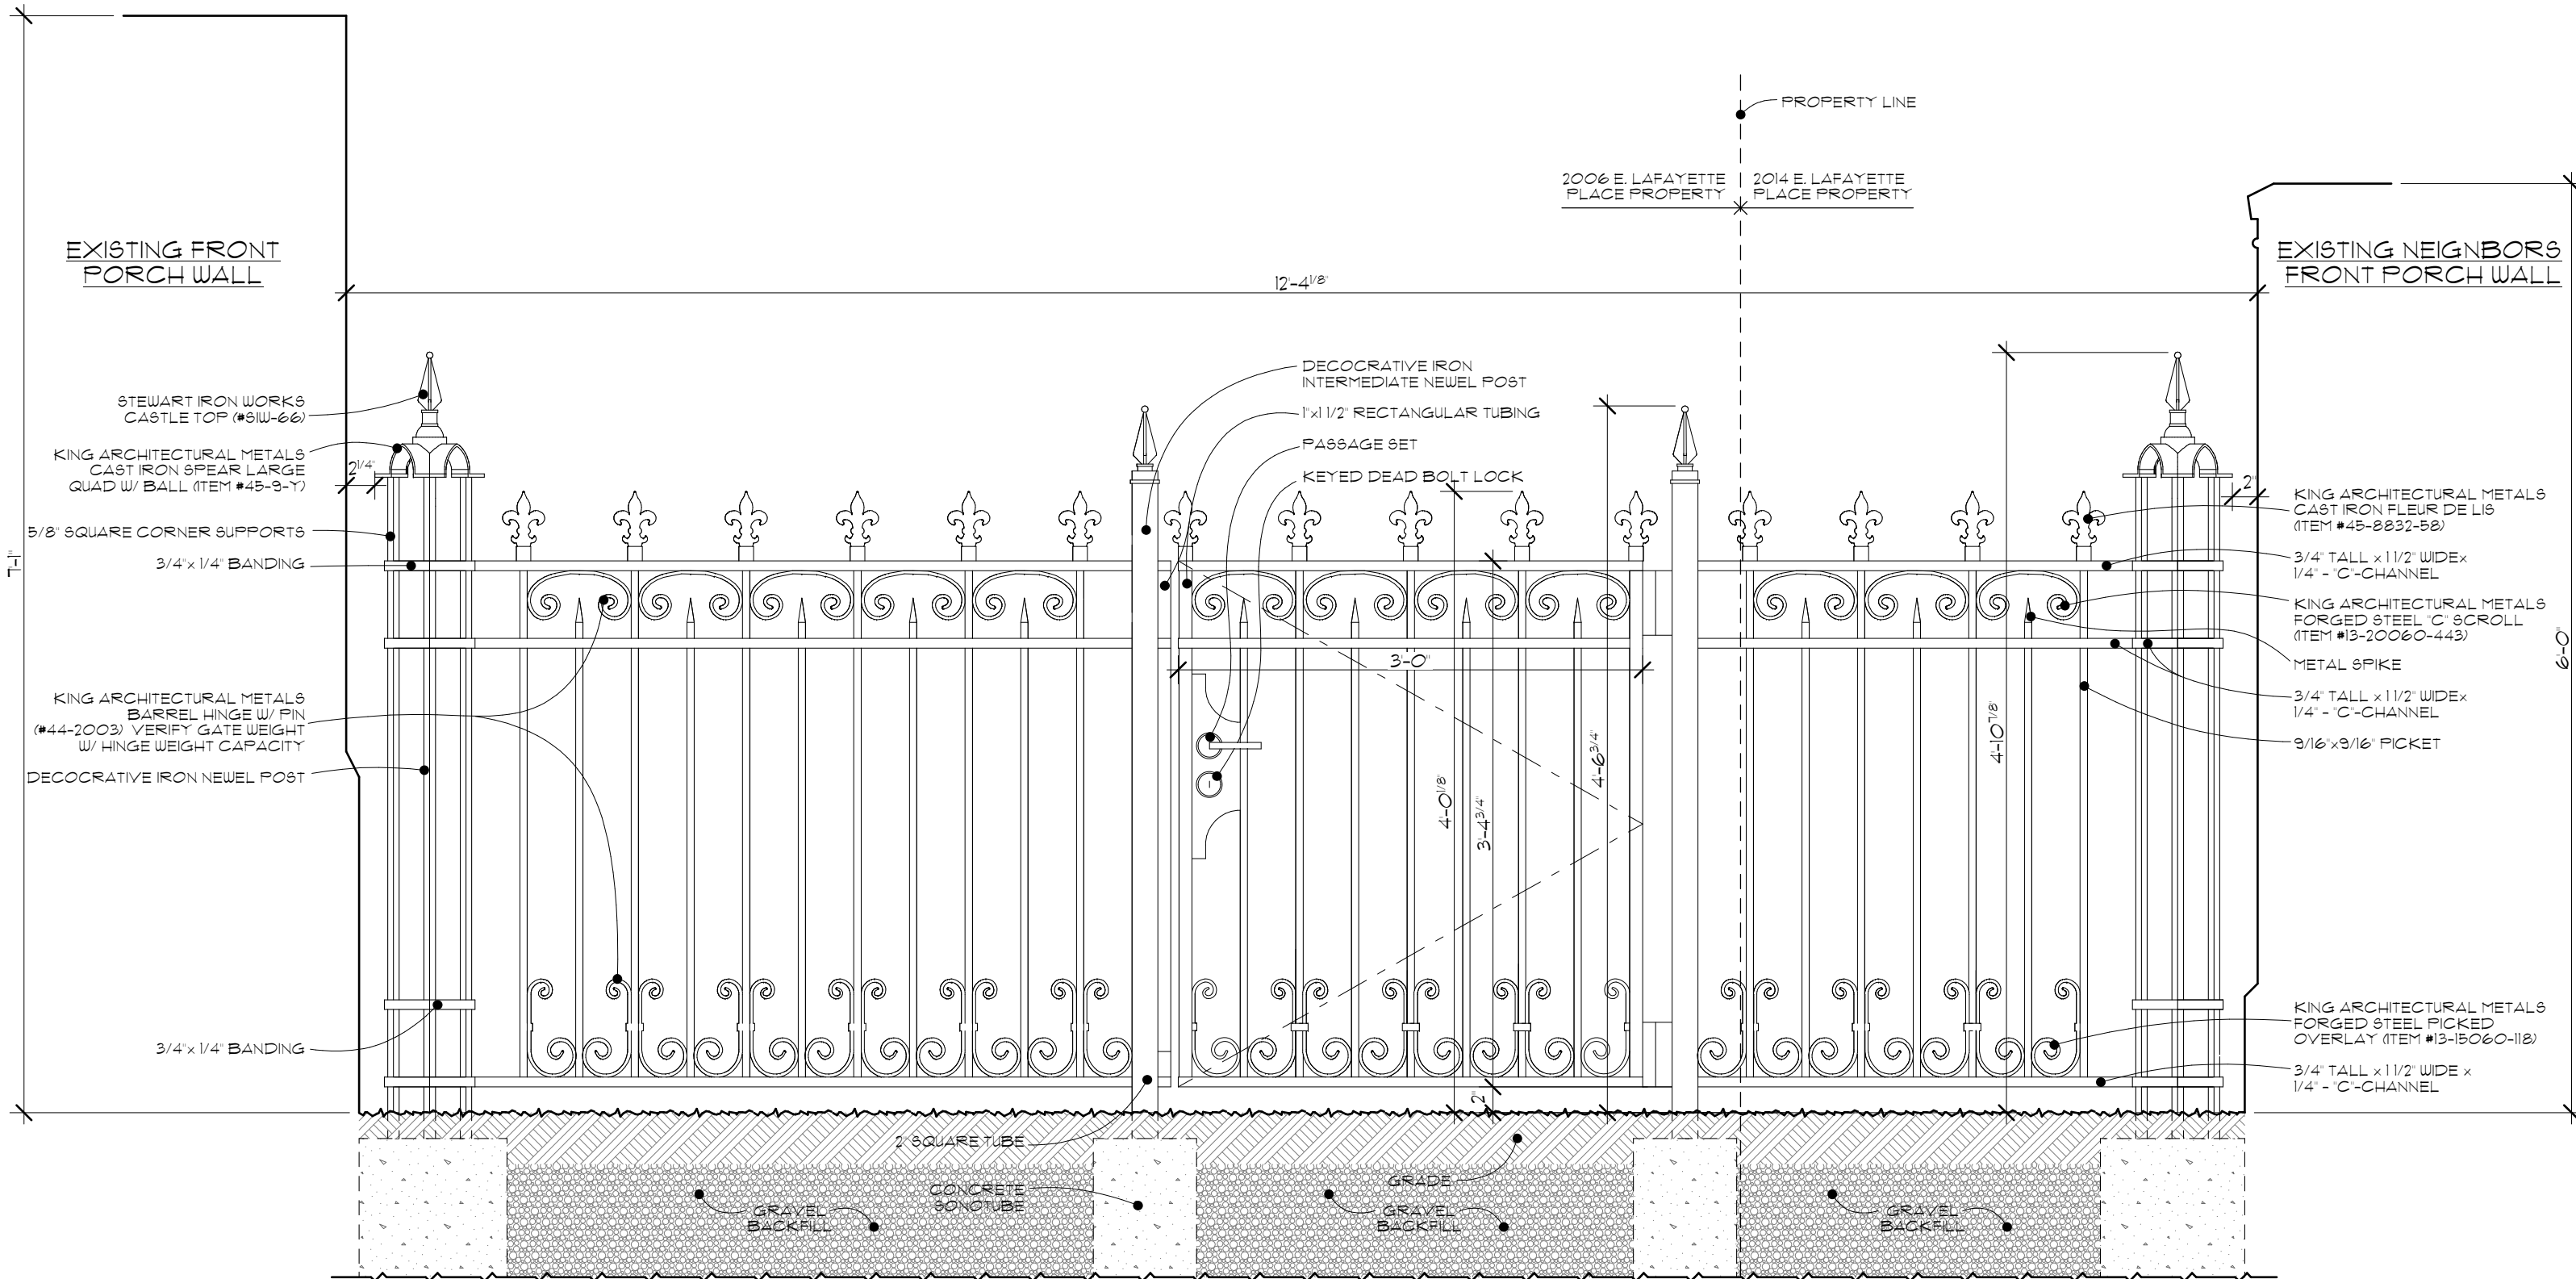 PROPERTY LINE
2006 E. LAFAYETTE
PLACE PROPERTY
2014 E. LAFAYETTE
PLACE PROPERTY
EXISTING FRONT
PORCH WALL
12'-4 1/8"
EXISTING NEIGNBORS
FRONT PORCH WALL
STEWART IRON WORKS
CASTLE TOP (#SIW-66)
KING ARCHITECTURAL METALS
CAST IRON SPEAR LARGE
QUAD W/ BALL (ITEM #45-9-Y)
2 1/4"
5/8" SQUARE CORNER SUPPORTS
3/4"x 1/4" BANDING
7'-1"
KING ARCHITECTURAL METALS
BARREL HINGE W/ PIN
(#44-2003) VERIFY GATE WEIGHT
W/ HINGE WEIGHT CAPACITY
DECOCRATIVE IRON NEWEL POST
3/4"x 1/4" BANDING
DECOCRATIVE IRON
INTERMEDIATE NEWEL POST
1"x1 1/2" RECTANGULAR TUBING
PASSAGE SET
KEYED DEAD BOLT LOCK
3'-0"
4'-0 1/8"
3'-4 3/4"
4'-6 3/4"
4'-10 7/8"
2"
2"
KING ARCHITECTURAL METALS
CAST IRON FLEUR DE LIS
(ITEM #45-8832-58)
3/4" TALL x 1 1/2" WIDEx
1/4" - "C"-CHANNEL
KING ARCHITECTURAL METALS
FORGED STEEL "C" SCROLL
(ITEM #13-20060-443)
METAL SPIKE
3/4" TALL x 1 1/2" WIDEx
1/4" - "C"-CHANNEL
9/16"x9/16" PICKET
6'-0"
KING ARCHITECTURAL METALS
FORGED STEEL PICKED
OVERLAY (ITEM #13-15060-118)
3/4" TALL x 1 1/2" WIDE x
1/4" - "C"-CHANNEL
2" SQUARE TUBE
CONCRETE
SONOTUBE
GRADE
GRAVEL
BACKFILL
GRAVEL
BACKFILL
GRAVEL
BACKFILL